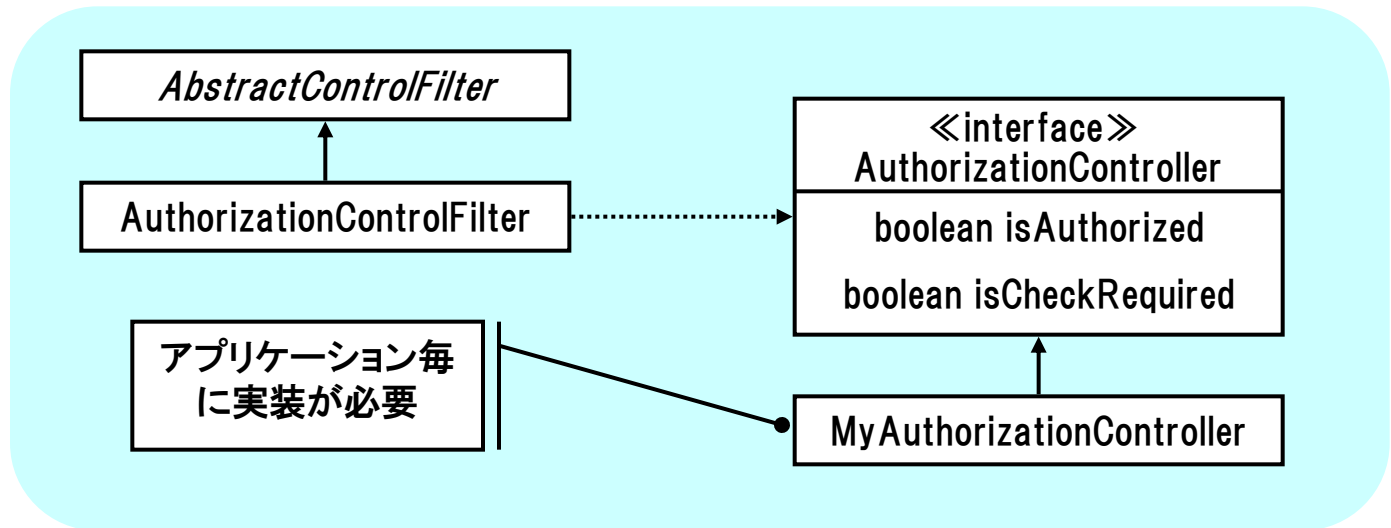 AbstractControlFilter
AuthorizationControlFilter
≪interface≫
AuthorizationController
boolean isAuthorized
boolean isCheckRequired
アプリケーション毎
に実装が必要
MyAuthorizationController